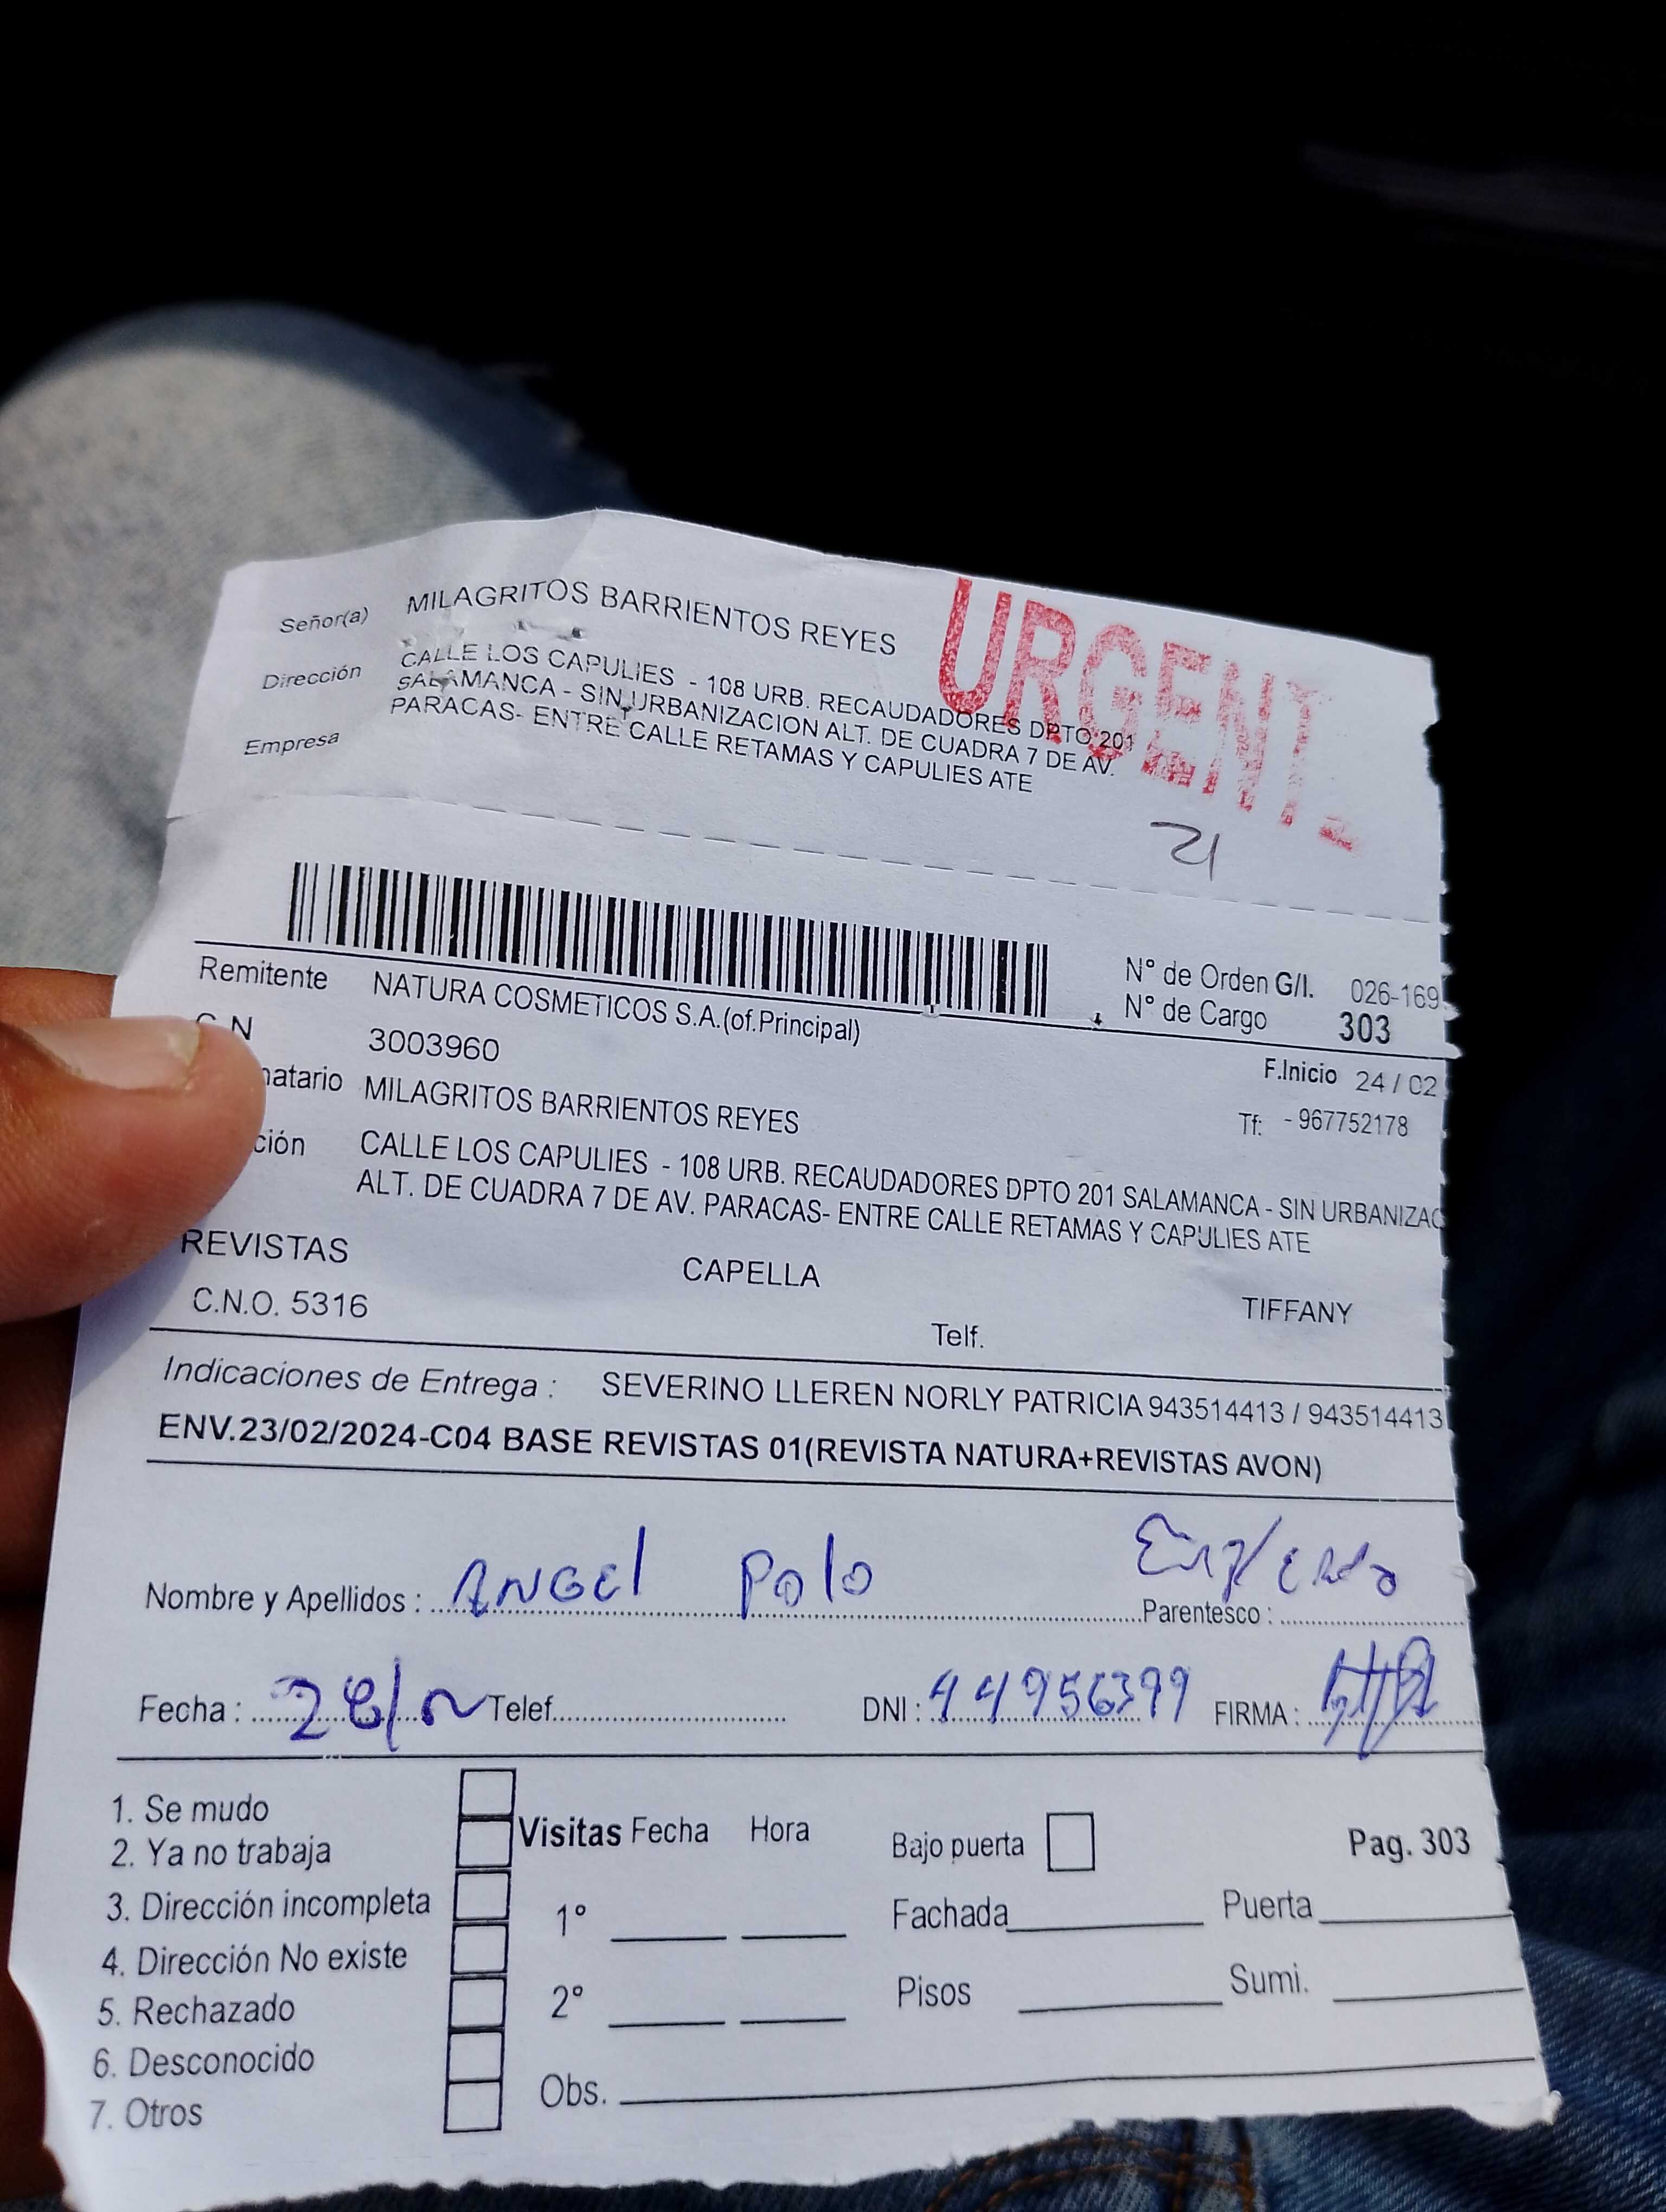 Señor(a) MILAGRITOS BARRIENTOS REYES
URGENT
Dirección CALLE LOS CAPULIES - 108 URB. RECAUDADORES DPTO 201
SALAMANCA - SIN URBANIZACION ALT. DE CUADRA 7 DE AV.
Empresa PARACAS- ENTRE CALLE RETAMAS Y CAPULIES ATE
21
N° de Orden G/I. 026-169
N° de Cargo 303
Remitente NATURA COSMETICOS S.A.(of.Principal)
F.Inicio 24 / 02
C.N 3003960
Tf: - 967752178
natario MILAGRITOS BARRIENTOS REYES
ción CALLE LOS CAPULIES - 108 URB. RECAUDADORES DPTO 201 SALAMANCA - SIN URBANIZAC
ALT. DE CUADRA 7 DE AV. PARACAS- ENTRE CALLE RETAMAS Y CAPULIES ATE
REVISTAS CAPELLA TIFFANY
C.N.O. 5316 Telf.
Indicaciones de Entrega : SEVERINO LLEREN NORLY PATRICIA 943514413 / 943514413
ENV.23/02/2024-C04 BASE REVISTAS 01(REVISTA NATURA+REVISTAS AVON)
Nombre y Apellidos : ANGEl Polo Parentesco :
Fecha : 28/ Telef. DNI : 44956399 FIRMA :
1. Se mudo
2. Ya no trabaja
3. Dirección incompleta
4. Dirección No existe
5. Rechazado
6. Desconocido
7. Otros
Visitas Fecha Hora
1°
2°
Obs.
Bajo puerta
Fachada Puerta
Pisos Sumi.
Pag. 303